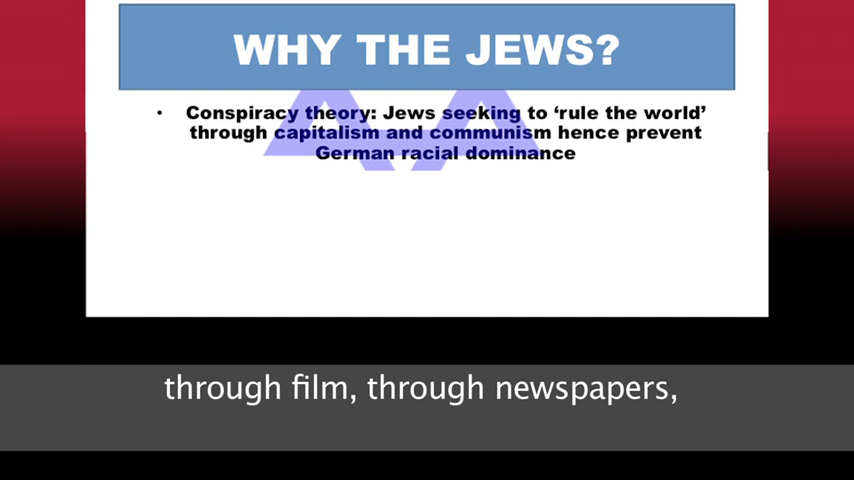 WHY THE JEWS?
• Conspiracy theory: Jews seeking to ‘rule the world’
through capitalism and communism hence prevent
German racial dominance
through film, through newspapers,